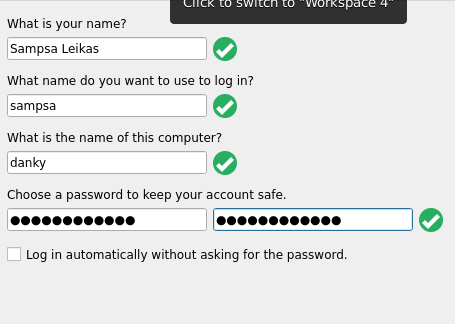 Click to switch to "Workspace 4"
What is your name?
Sampsa Leikas
What name do you want to use to log in?
sampsa
What is the name of this computer?
danky
Choose a password to keep your account safe.
●●●●●●●●●●●● ●●●●●●●●●●●●
Log in automatically without asking for the password.